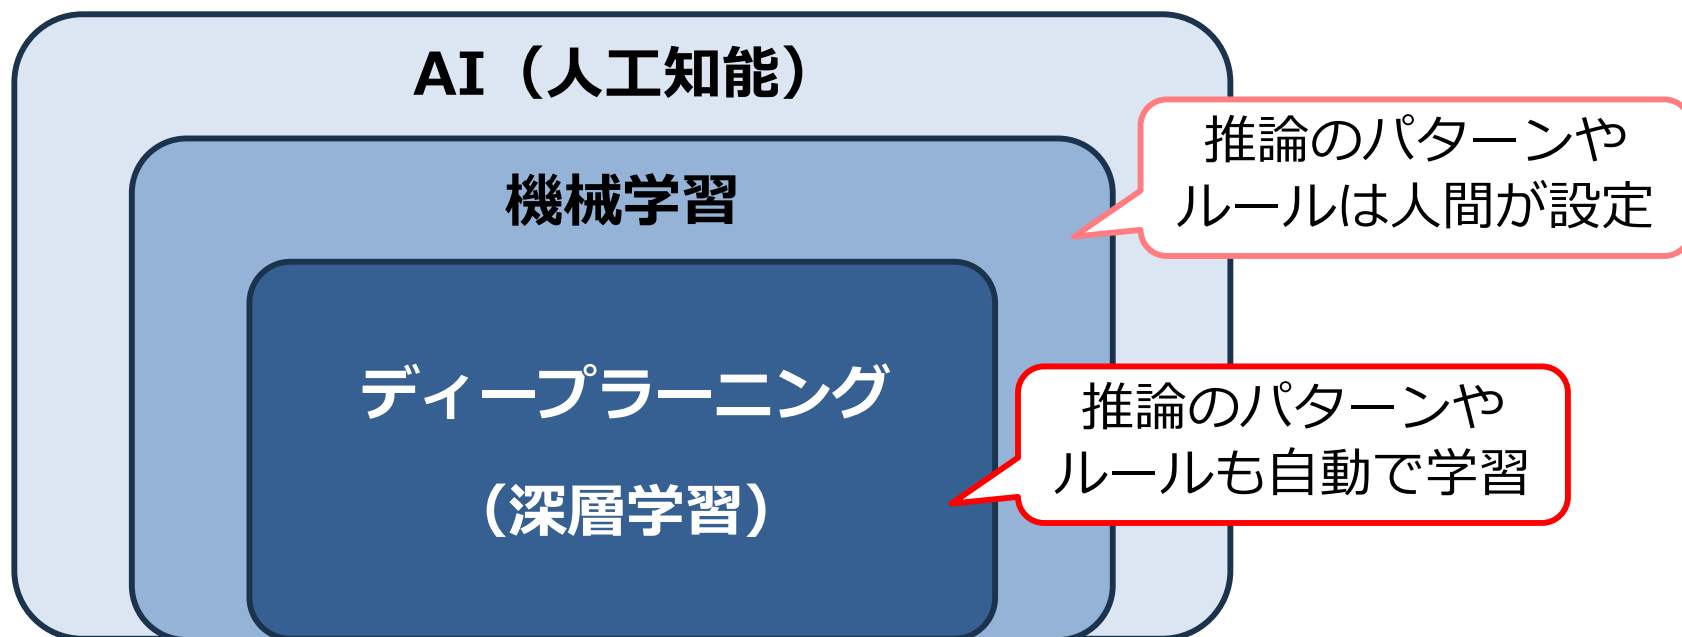 AI（人工知能）
機械学習
推論のパターンや
ルールは人間が設定
ディープラーニング
（深層学習）
推論のパターンや
ルールも自動で学習